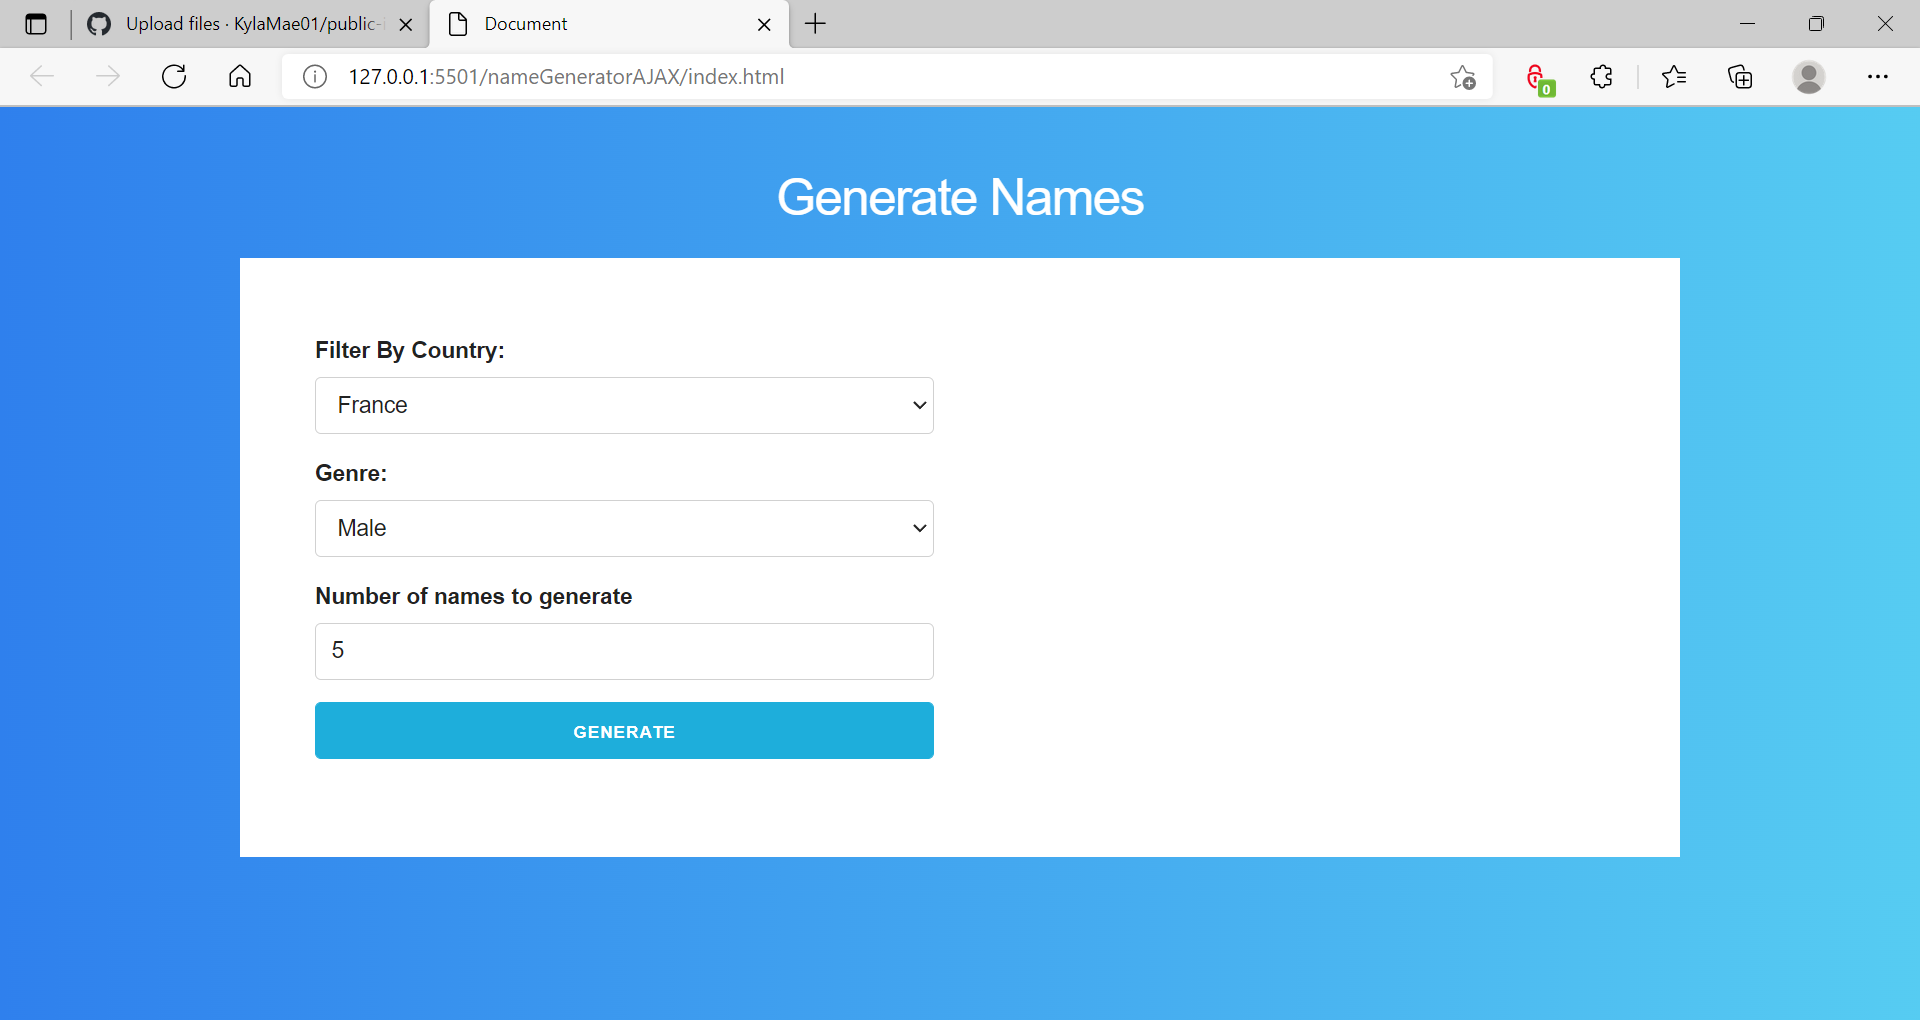 Upload files · KylaMae01/public-
Document
127.0.0.1:5501/nameGeneratorAJAX/index.html
0
Generate Names
Filter By Country:
France
Genre:
Male
Number of names to generate
5
GENERATE